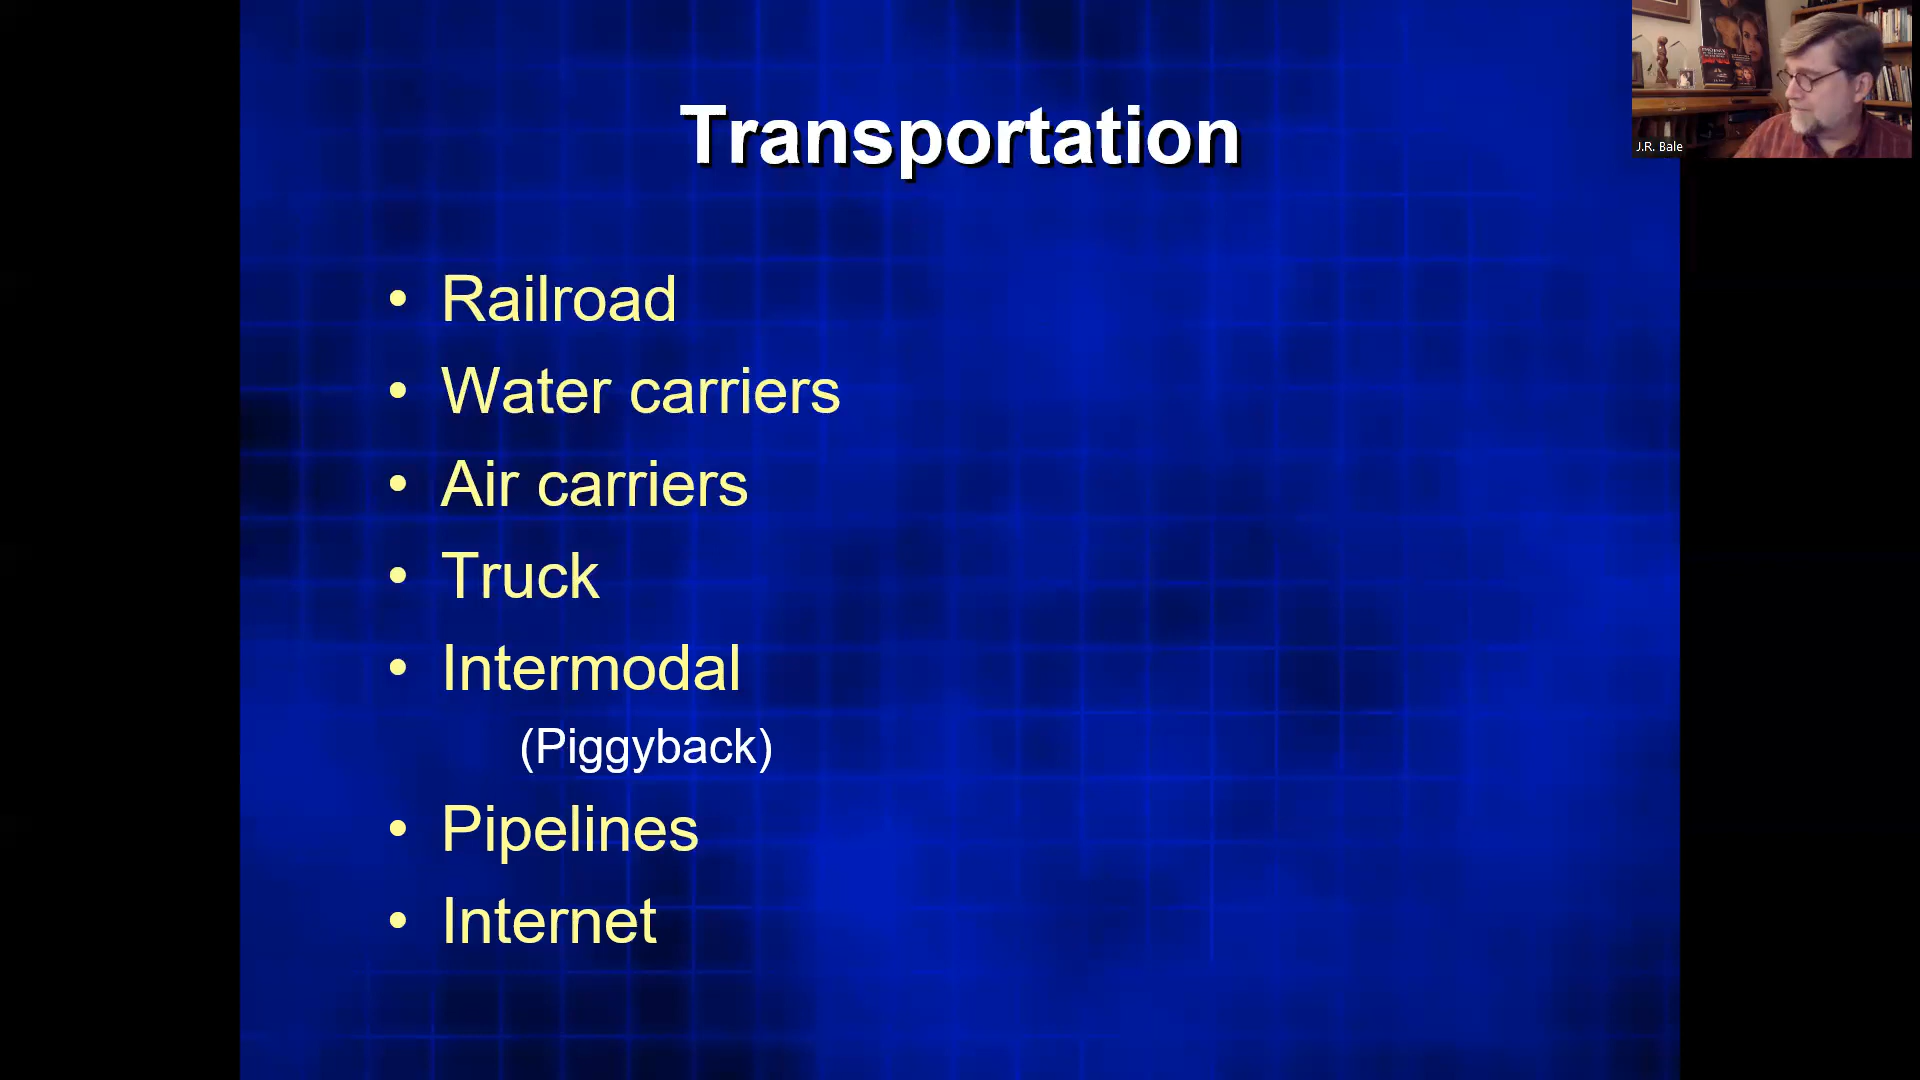 Transportation
J.R. Bale
• Railroad
• Water carriers
• Air carriers
• Truck
• Intermodal
(Piggyback)
• Pipelines
• Internet